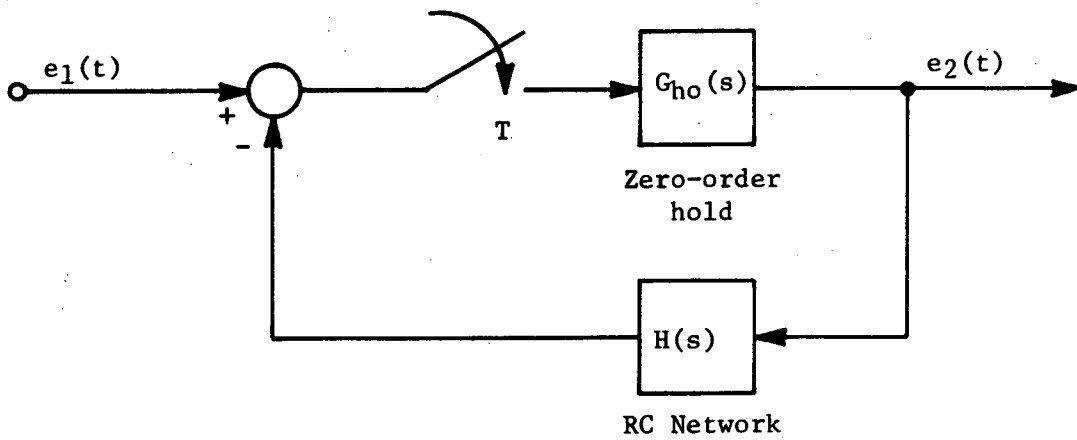 e1(t)
+
-
T
Gho(s)
Zero-order
hold
e2(t)
H(s)
RC Network